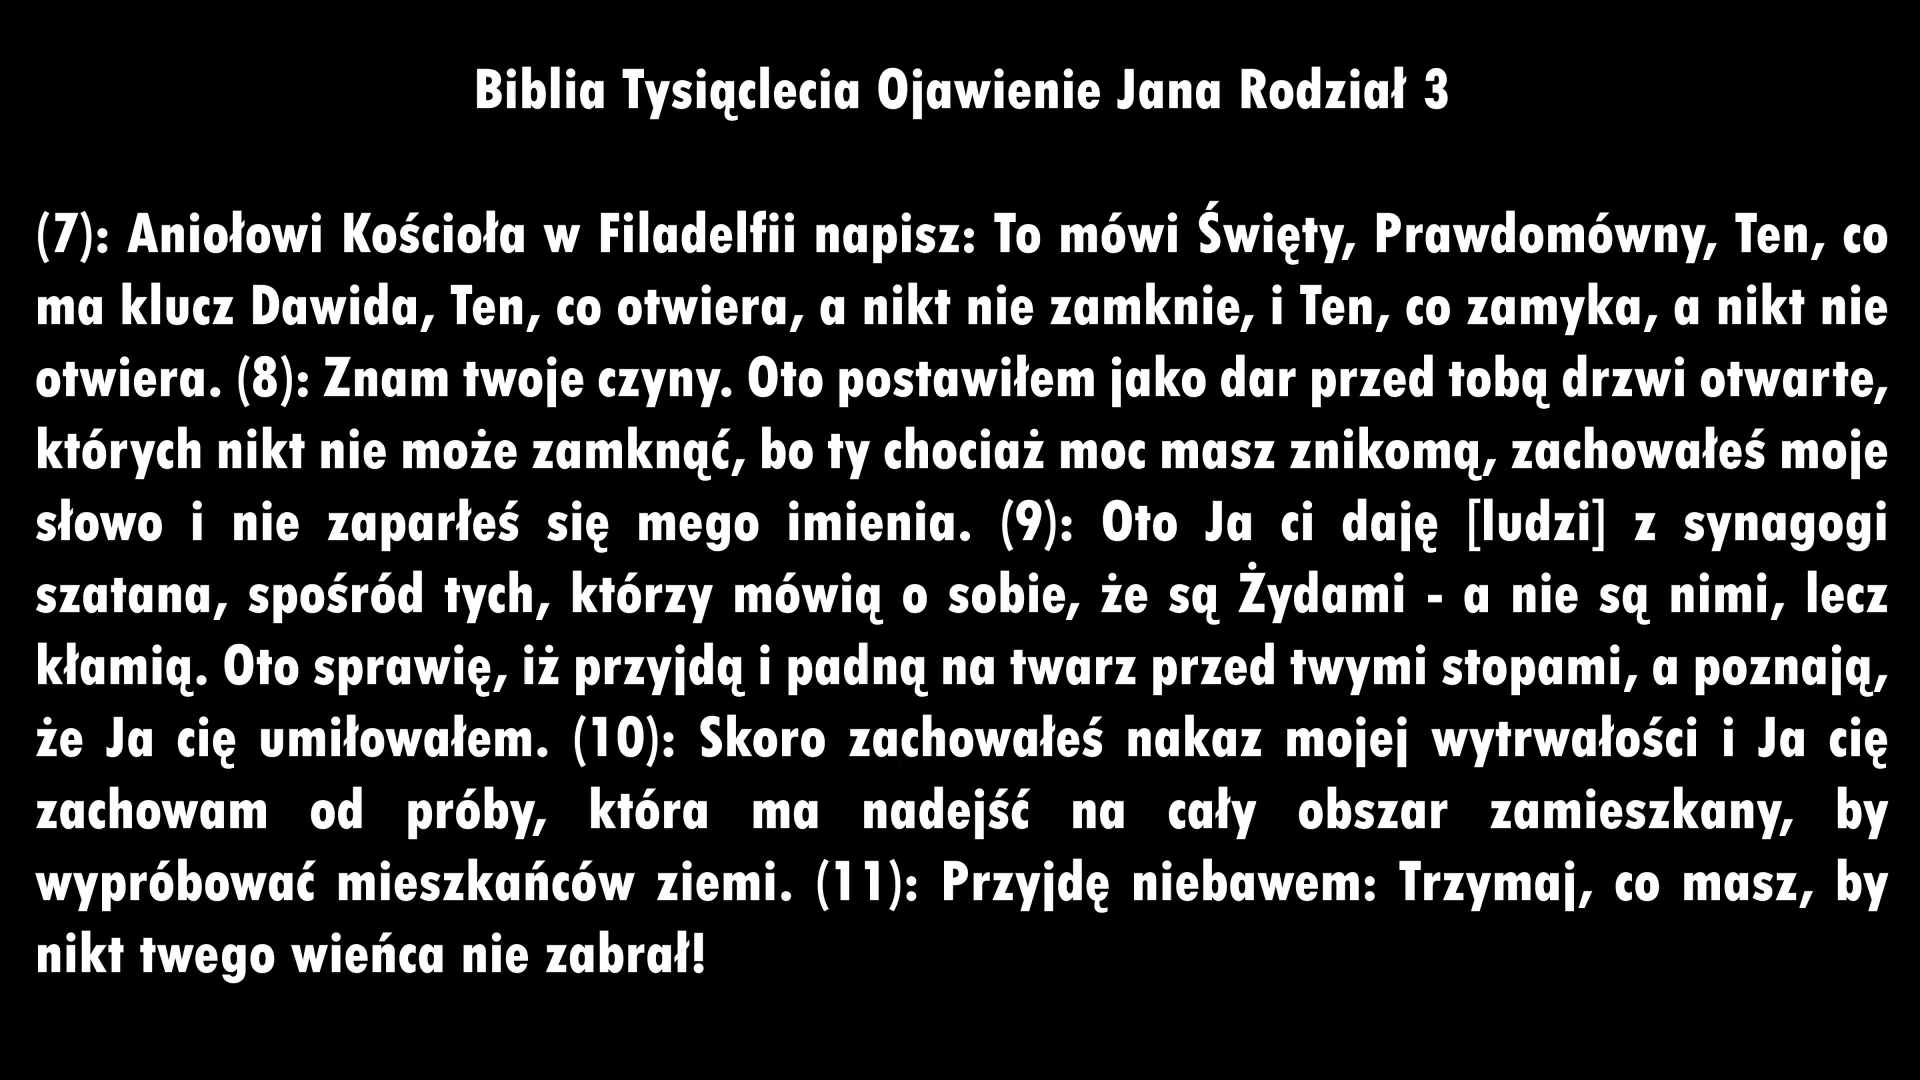 Biblia Tysiąclecia Ojawienie Jana Rodział 3
(7): Aniołowi Kościoła w Filadelfii napisz: To mówi Święty, Prawdomówny, Ten, co
ma klucz Dawida, Ten, co otwiera, a nikt nie zamknie, i Ten, co zamyka, a nikt nie
otwiera. (8): Znam twoje czyny. Oto postawiłem jako dar przed tobą drzwi otwarte,
których nikt nie może zamknąć, bo ty chociaż moc masz znikomą, zachowałeś moje
słowo i nie zaparłeś się mego imienia. (9): Oto Ja ci daję [ludzi] z synagogi
szatana, spośród tych, którzy mówią o sobie, że są Żydami - a nie są nimi, lecz
kłamią. Oto sprawię, iż przyjdą i padną na twarz przed twymi stopami, a poznają,
że Ja cię umiłowałem. (10): Skoro zachowałeś nakaz mojej wytrwałości i Ja cię
zachowam od próby, która ma nadejść na cały obszar zamieszkany, by
wypróbować mieszkańców ziemi. (11): Przyjdę niebawem: Trzymaj, co masz, by
nikt twego wieńca nie zabrał!